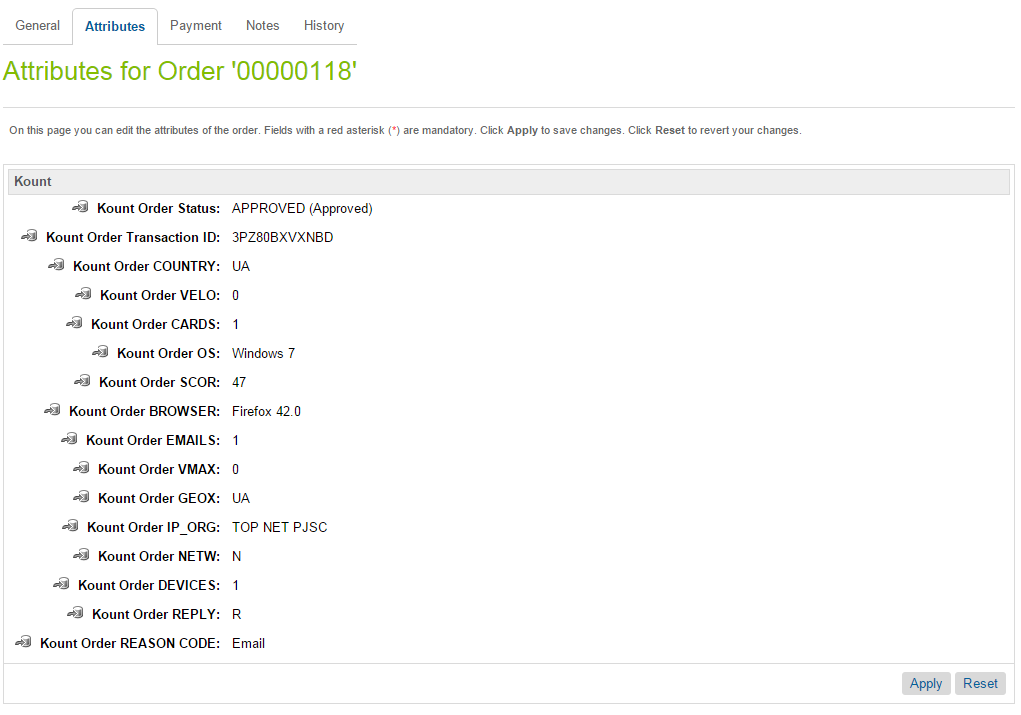 General Attributes Payment Notes History
Attributes for Order '00000118'
On this page you can edit the attributes of the order. Fields with a red asterisk (*) are mandatory. Click Apply to save changes. Click Reset to revert your changes.
Kount
Kount Order Status: APPROVED (Approved)
Kount Order Transaction ID: 3PZ80BXVXNBD
Kount Order COUNTRY: UA
Kount Order VELO: 0
Kount Order CARDS: 1
Kount Order OS: Windows 7
Kount Order SCOR: 47
Kount Order BROWSER: Firefox 42.0
Kount Order EMAILS: 1
Kount Order VMAX: 0
Kount Order GEOX: UA
Kount Order IP_ORG: TOP NET PJSC
Kount Order NETW: N
Kount Order DEVICES: 1
Kount Order REPLY: R
Kount Order REASON CODE: Email
Apply Reset